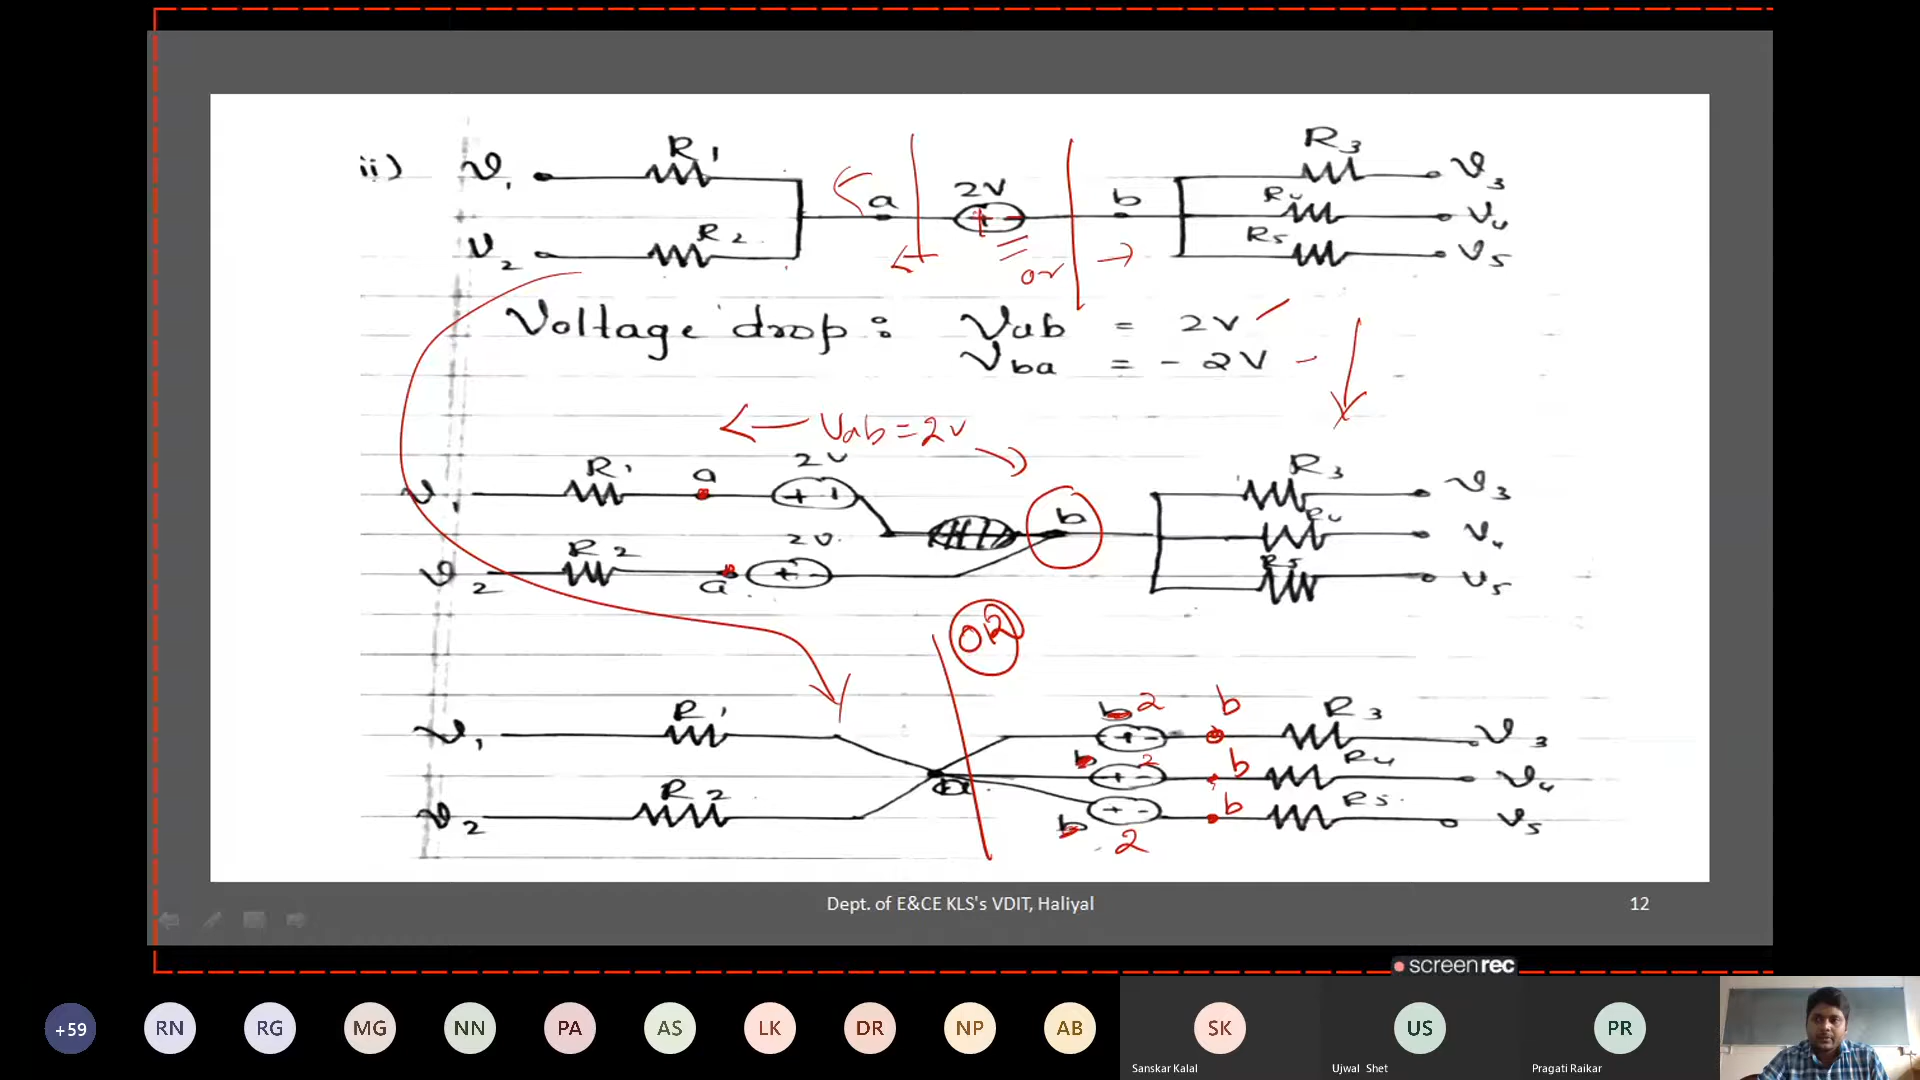 ii) V1 R1 a 2V b R3 V3
R4 V4
V2 R2 R5 V5
or
Voltage drop : Vab = 2V
Vba = - 2V
Vab = 2V
V1 R1 a 2V R3 V3
b R4 V4
V2 R2 a 2V R5 V5
OR
V1 R1 2 b R3 V3
a 2 b R4 V4
V2 R2 2 b R5 V5
Dept. of E&CE KLS's VDIT, Haliyal 12
screenrec
+59 RN RG MG NN PA AS LK DR NP AB SK US PR
Sanskar Kalal Ujwal Shet Pragati Raikar